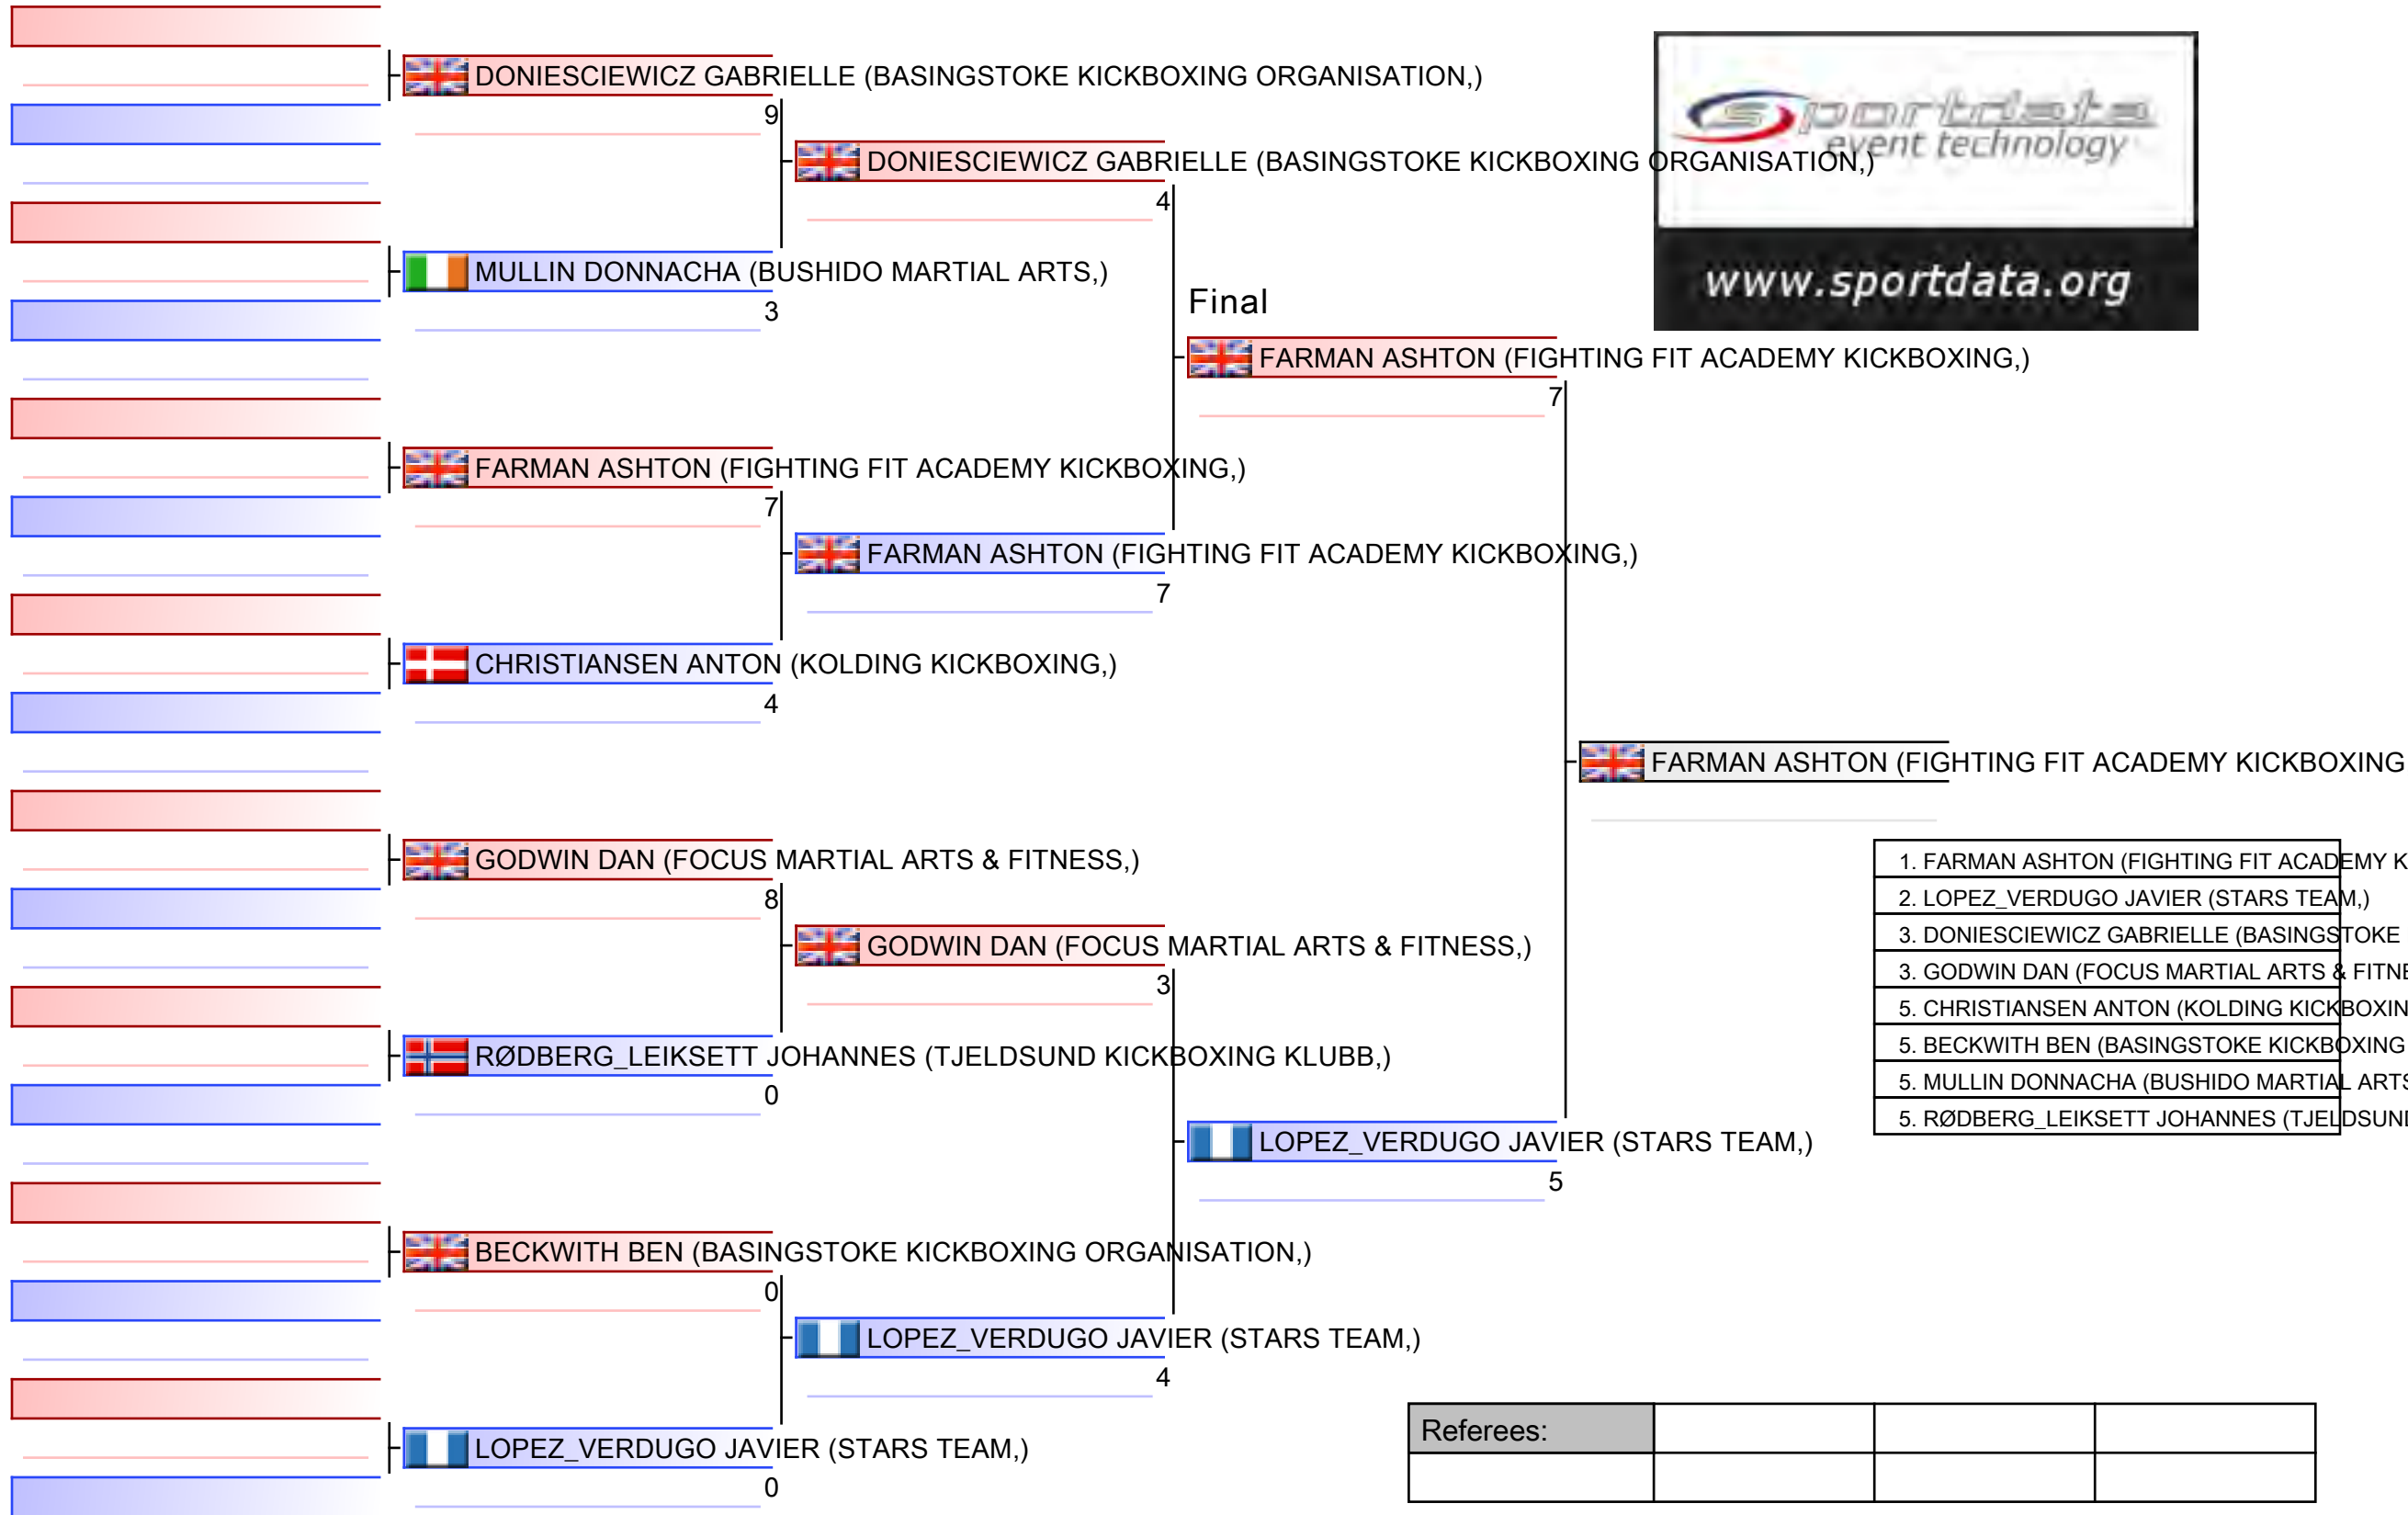 DONIESCIEWICZ GABRIELLE (BASINGSTOKE KICKBOXING ORGANISATION,)
9
sportdata
event technology
DONIESCIEWICZ GABRIELLE (BASINGSTOKE KICKBOXING ORGANISATION,)
4
www.sportdata.org
MULLIN DONNACHA (BUSHIDO MARTIAL ARTS,)
3
Final
FARMAN ASHTON (FIGHTING FIT ACADEMY KICKBOXING,)
7
FARMAN ASHTON (FIGHTING FIT ACADEMY KICKBOXING,)
7
FARMAN ASHTON (FIGHTING FIT ACADEMY KICKBOXING,)
7
CHRISTIANSEN ANTON (KOLDING KICKBOXING,)
4
FARMAN ASHTON (FIGHTING FIT ACADEMY KICKBOXING
GODWIN DAN (FOCUS MARTIAL ARTS & FITNESS,)
8
GODWIN DAN (FOCUS MARTIAL ARTS & FITNESS,)
3
1. FARMAN ASHTON (FIGHTING FIT ACADEMY K
2. LOPEZ_VERDUGO JAVIER (STARS TEAM,)
3. DONIESCIEWICZ GABRIELLE (BASINGSTOKE
3. GODWIN DAN (FOCUS MARTIAL ARTS & FITNE
5. CHRISTIANSEN ANTON (KOLDING KICKBOXIN
5. BECKWITH BEN (BASINGSTOKE KICKBOXING
5. MULLIN DONNACHA (BUSHIDO MARTIAL ARTS
5. RØDBERG_LEIKSETT JOHANNES (TJELDSUND
RØDBERG_LEIKSETT JOHANNES (TJELDSUND KICKBOXING KLUBB,)
0
LOPEZ_VERDUGO JAVIER (STARS TEAM,)
5
BECKWITH BEN (BASINGSTOKE KICKBOXING ORGANISATION,)
0
LOPEZ_VERDUGO JAVIER (STARS TEAM,)
4
LOPEZ_VERDUGO JAVIER (STARS TEAM,)
0
Referees: